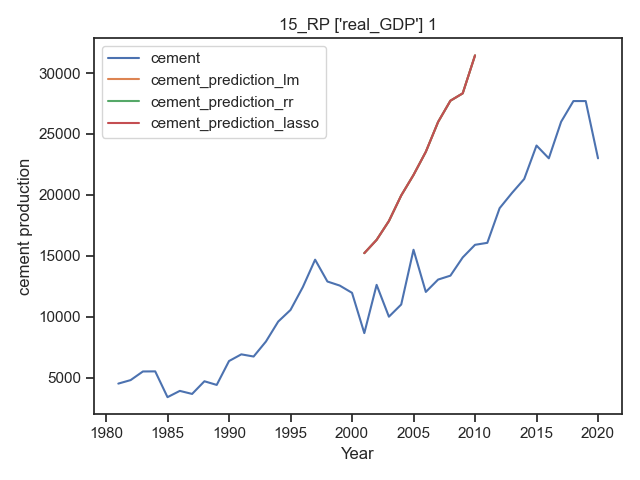 15_RP ['real_GDP'] 1
cement
cement_prediction_lm
cement_prediction_rr
cement_prediction_lasso
30000
25000
20000
15000
10000
5000
cement production
1980 1985 1990 1995 2000 2005 2010 2015 2020
Year